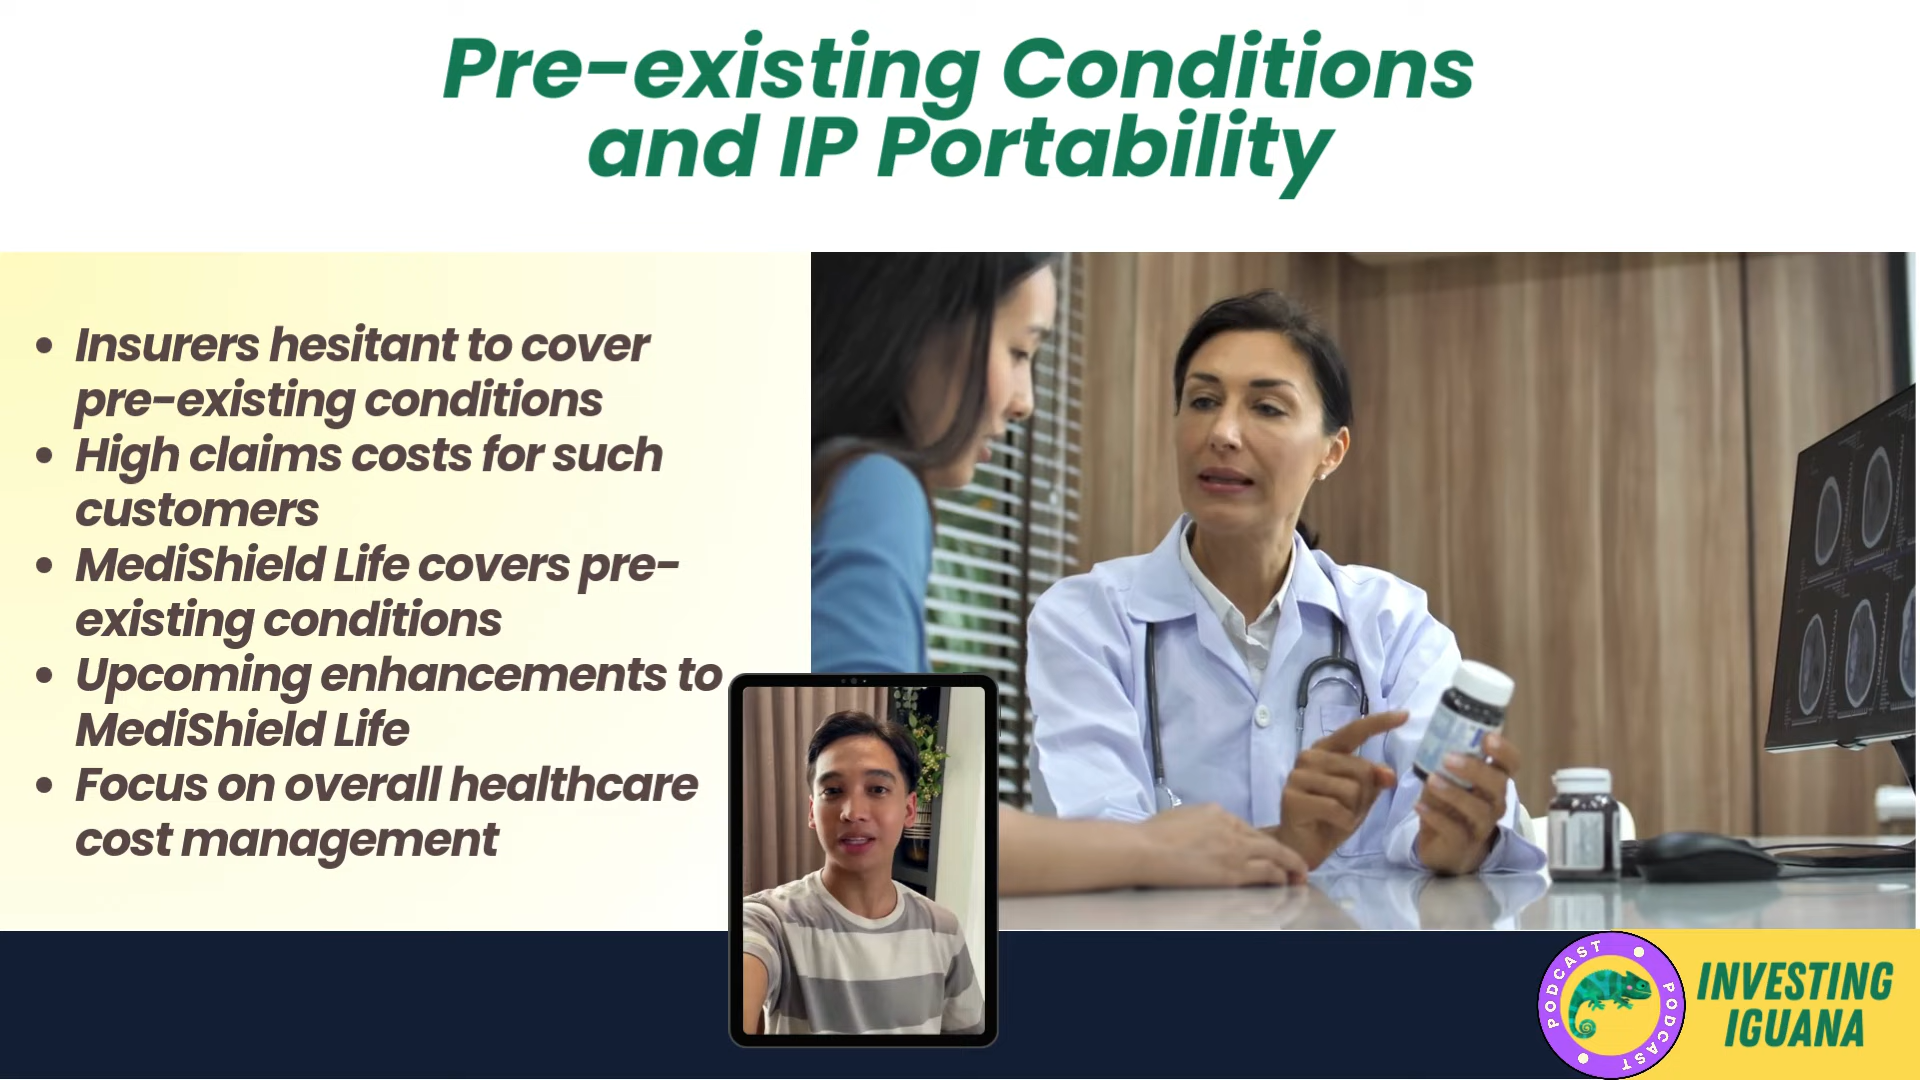 Pre-existing Conditions
and IP Portability
• Insurers hesitant to cover
pre-existing conditions
• High claims costs for such
customers
• MediShield Life covers pre-
existing conditions
• Upcoming enhancements to
MediShield Life
• Focus on overall healthcare
cost management
PODCAST PODCAST
INVESTING
IGUANA